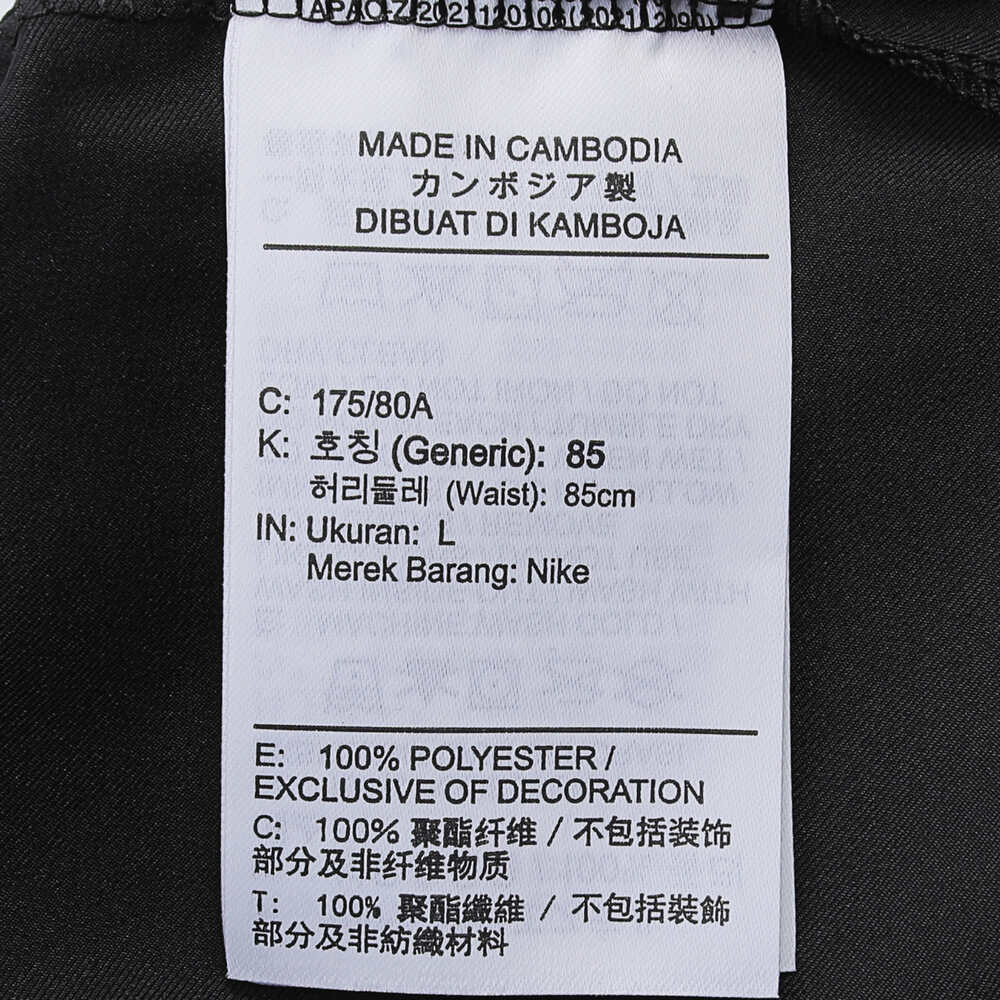 MADE IN CAMBODIA
カンボジア製
DIBUAT DI KAMBOJA
C: 175/80A
K: 호칭 (Generic): 85
허리둘레 (Waist): 85cm
IN: Ukuran: L
Merek Barang: Nike
E: 100% POLYESTER /
EXCLUSIVE OF DECORATION
C: 100% 聚酯纤维 / 不包括装饰
部分及非纤维物质
T: 100% 聚酯纖維 / 不包括裝飾
部分及非紡織材料